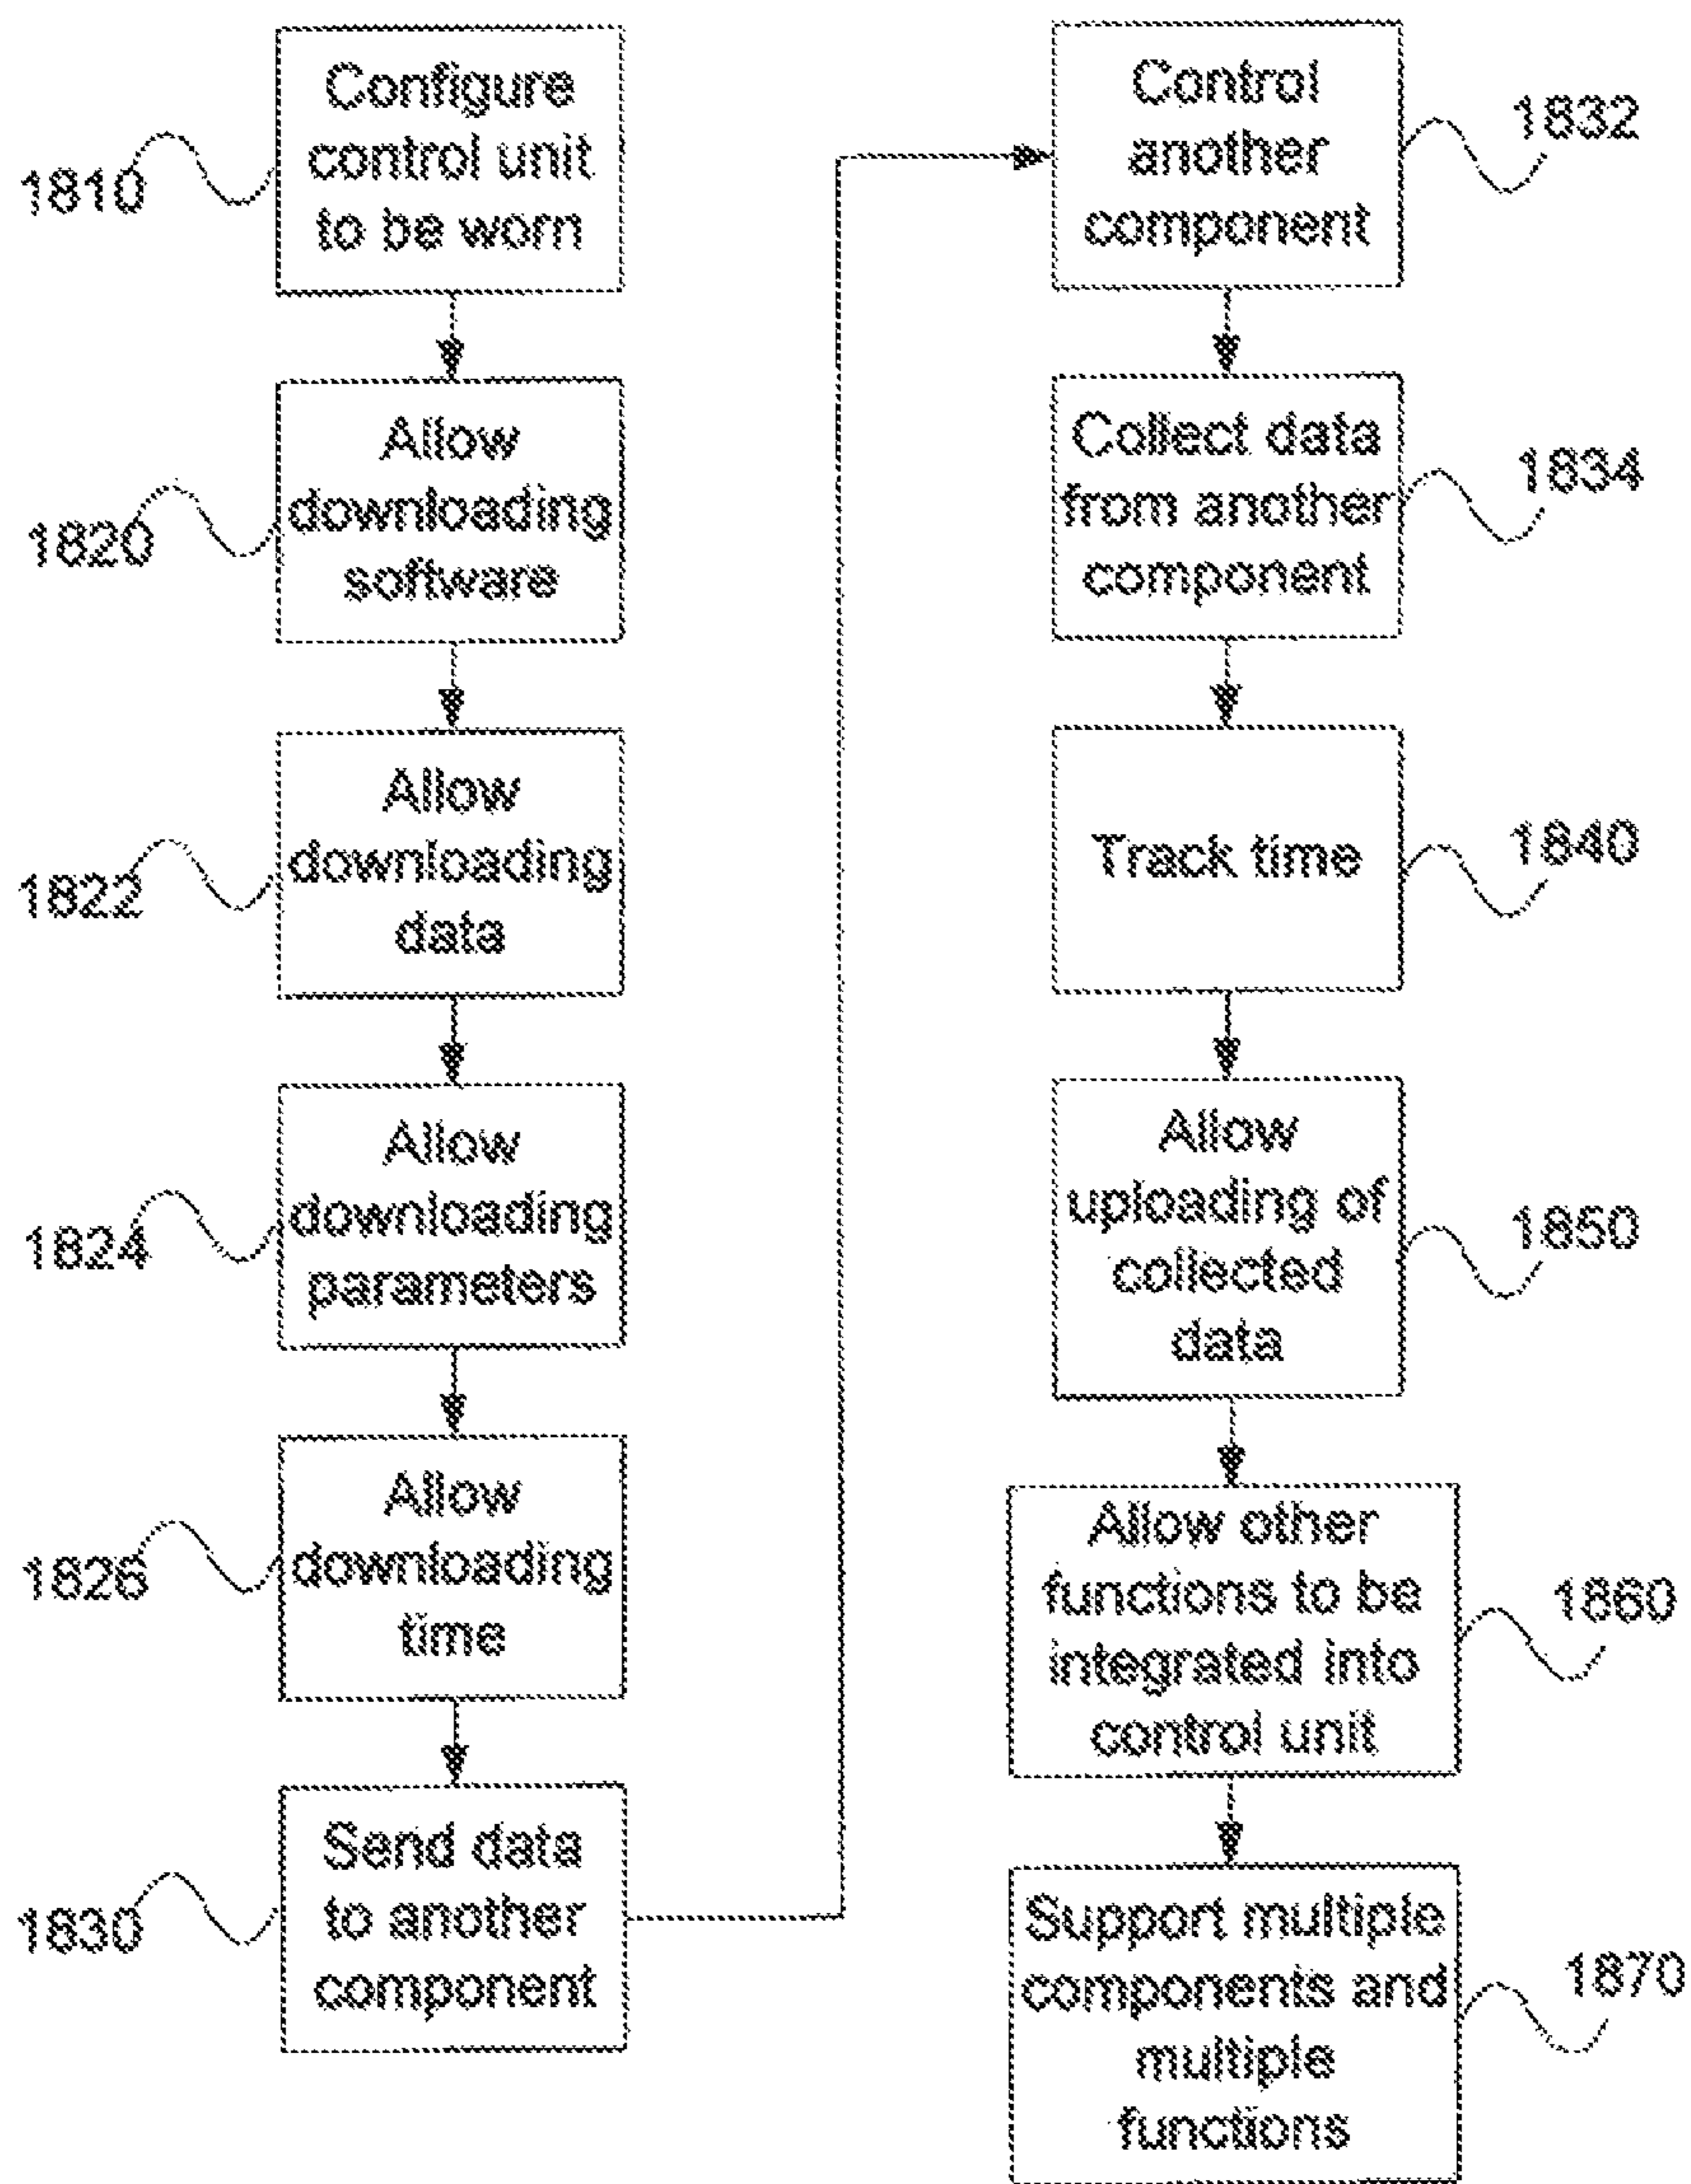 1810
Configure
control unit
to be worn
1820
Allow
downloading
software
1822
Allow
downloading
data
1824
Allow
downloading
parameters
1826
Allow
downloading
time
1830
Send data
to another
component
Control
another
component
1832
Collect data
from another
component
1834
Track time
1840
Allow
uploading of
collected
data
1850
Allow other
functions to be
integrated into
control unit
1860
Support multiple
components and
multiple
functions
1870